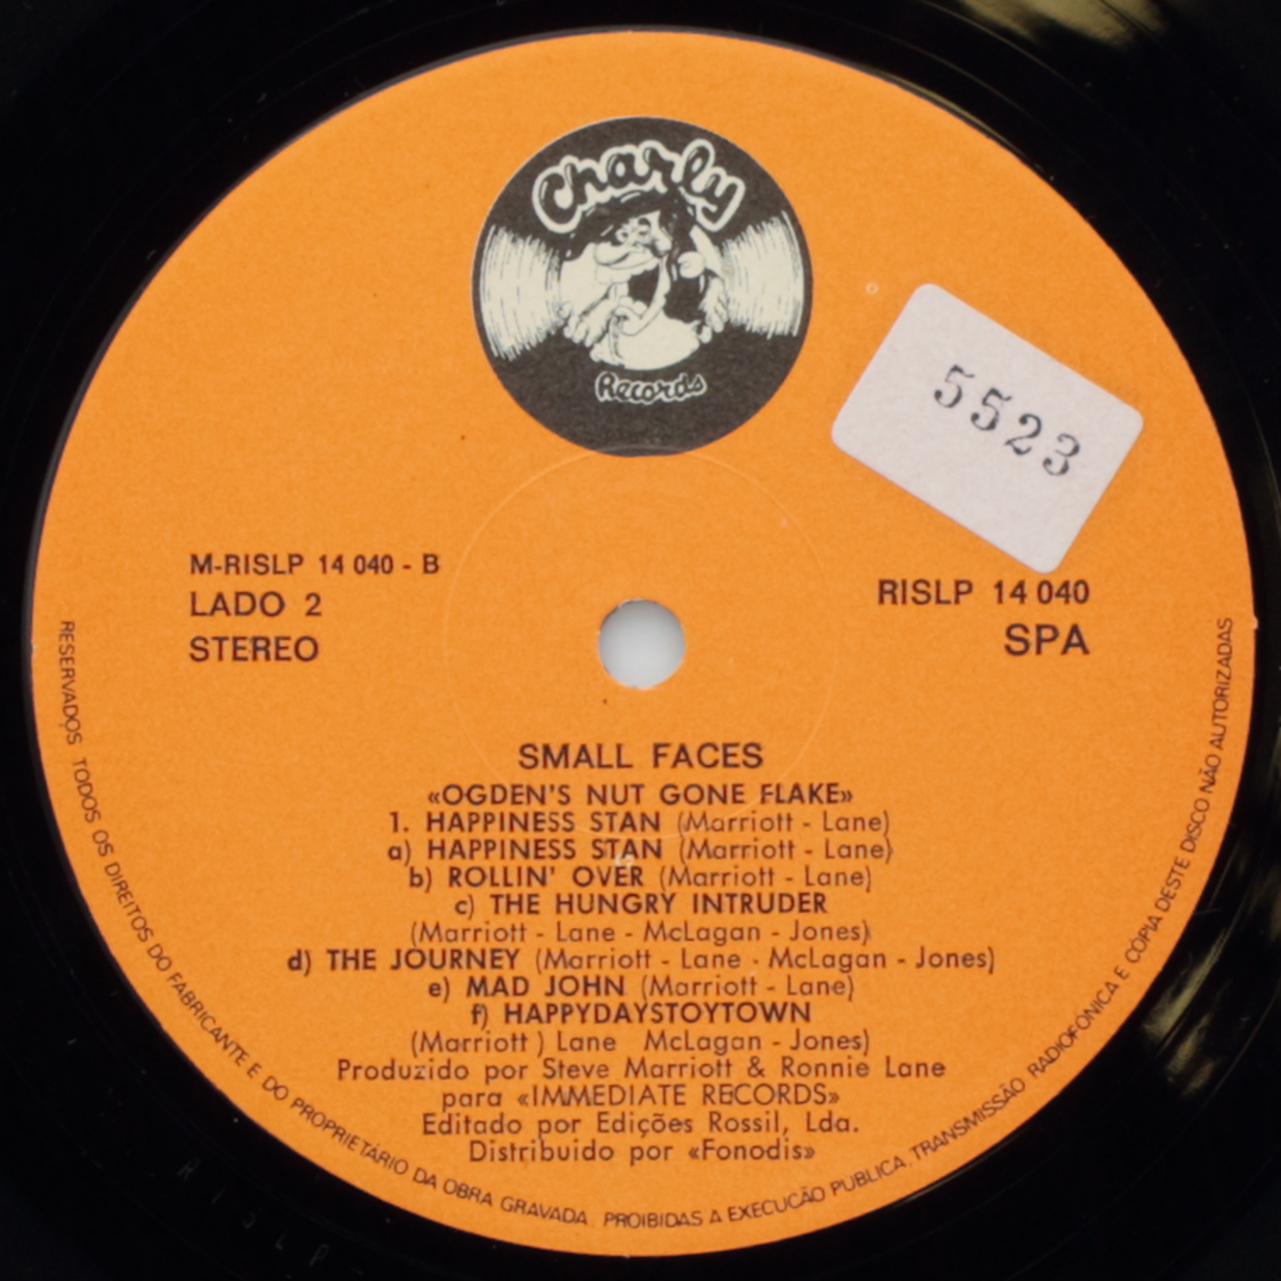 Charly
Records
5523
M-RISLP 14 040 - B
LADO 2
STEREO
RISLP 14 040
SPA
SMALL FACES
«OGDEN'S NUT GONE FLAKE»
1. HAPPINESS STAN (Marriott - Lane)
a) HAPPINESS STAN (Marriott - Lane)
b) ROLLIN' OVER (Marriott - Lane)
c) THE HUNGRY INTRUDER
(Marriott - Lane - McLagan - Jones)
d) THE JOURNEY (Marriott - Lane - McLagan - Jones)
e) MAD JOHN (Marriott - Lane)
f) HAPPYDAYSTOYTOWN
(Marriott ) Lane McLagan - Jones)
Produzido por Steve Marriott & Ronnie Lane
para «IMMEDIATE RECORDS»
Editado por Edições Rossil, Lda.
Distribuido por «Fonodis»
RESERVADOS TODOS OS DIREITOS DO FABRICANTE E DO PROPRIETÁRIO DA OBRA GRAVADA. PROIBIDAS A EXECUCÃO PUBLICA, TRANSMISSÃO RADIOFÓNICA E CÓPIA DESTE DISCO NÃO AUTORIZADAS